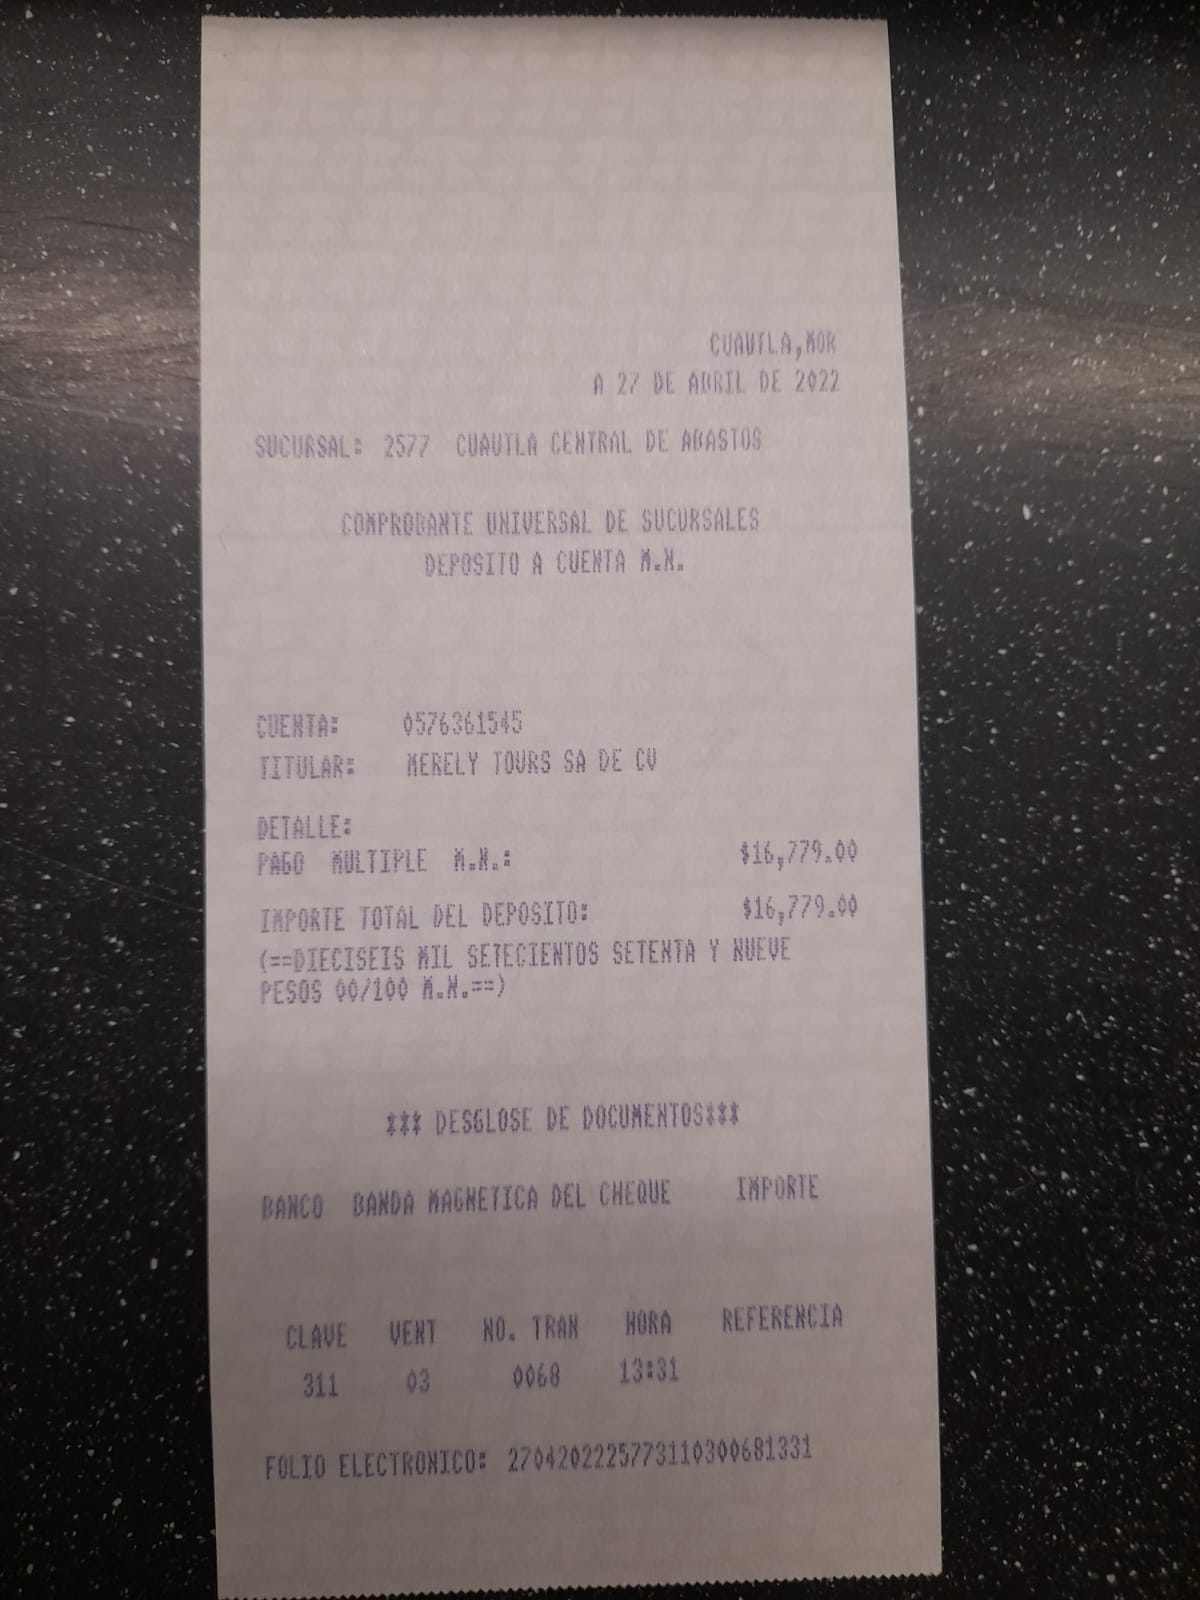 CUAUTLA,MOR
A 27 DE ABRIL DE 2022
SUCURSAL: 2577 CUAUTLA CENTRAL DE ABASTOS
COMPROBANTE UNIVERSAL DE SUCURSALES
DEPOSITO A CUENTA M.N.
CUENTA: 0576361545
TITULAR: MERELY TOURS SA DE CV
DETALLE:
PAGO MULTIPLE M.N.: $16,779.00
IMPORTE TOTAL DEL DEPOSITO: $16,779.00
(==DIECISEIS MIL SETECIENTOS SETENTA Y NUEVE
PESOS 00/100 M.N.==)
*** DESGLOSE DE DOCUMENTOS***
BANCO BANDA MAGNETICA DEL CHEQUE IMPORTE
CLAVE VENT NO. TRAN HORA REFERENCIA
311 03 0068 13:31
FOLIO ELECTRONICO: 2704202225773110300681331